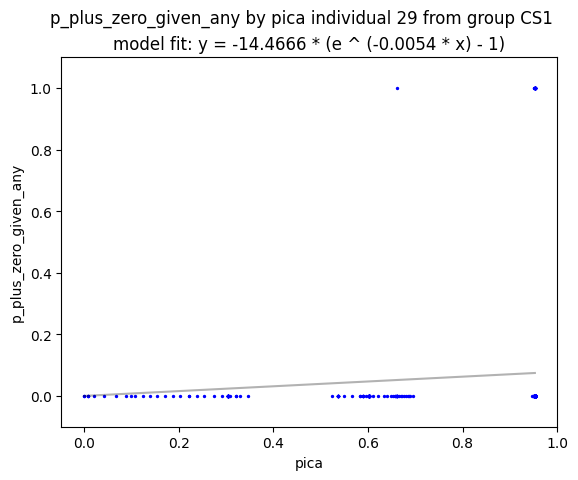 p_plus_zero_given_any by pica individual 29 from group CS1
model fit: y = -14.4666 * (e ^ (-0.0054 * x) - 1)
1.0
0.8
0.6
0.4
0.2
0.0
p_plus_zero_given_any
0.0 0.2 0.4 0.6 0.8 1.0
pica